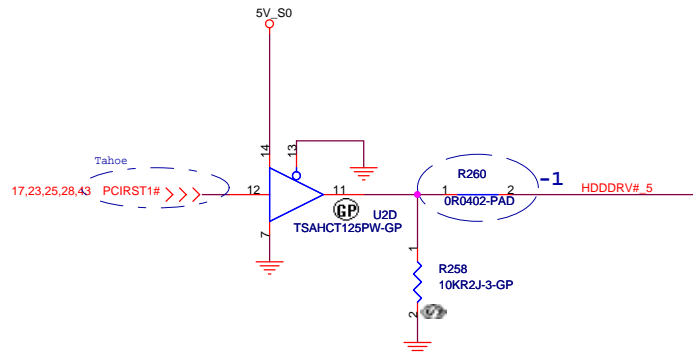 5V_S0
14
13
Tahoe
17,23,25,28,43 PCIRST1#
12
11
GP
U2D
TSAHCT125PW-GP
7
R260
1
2
0R0402-PAD
-1
HDDDRV#_5
1
R258
10KR2J-3-GP
2